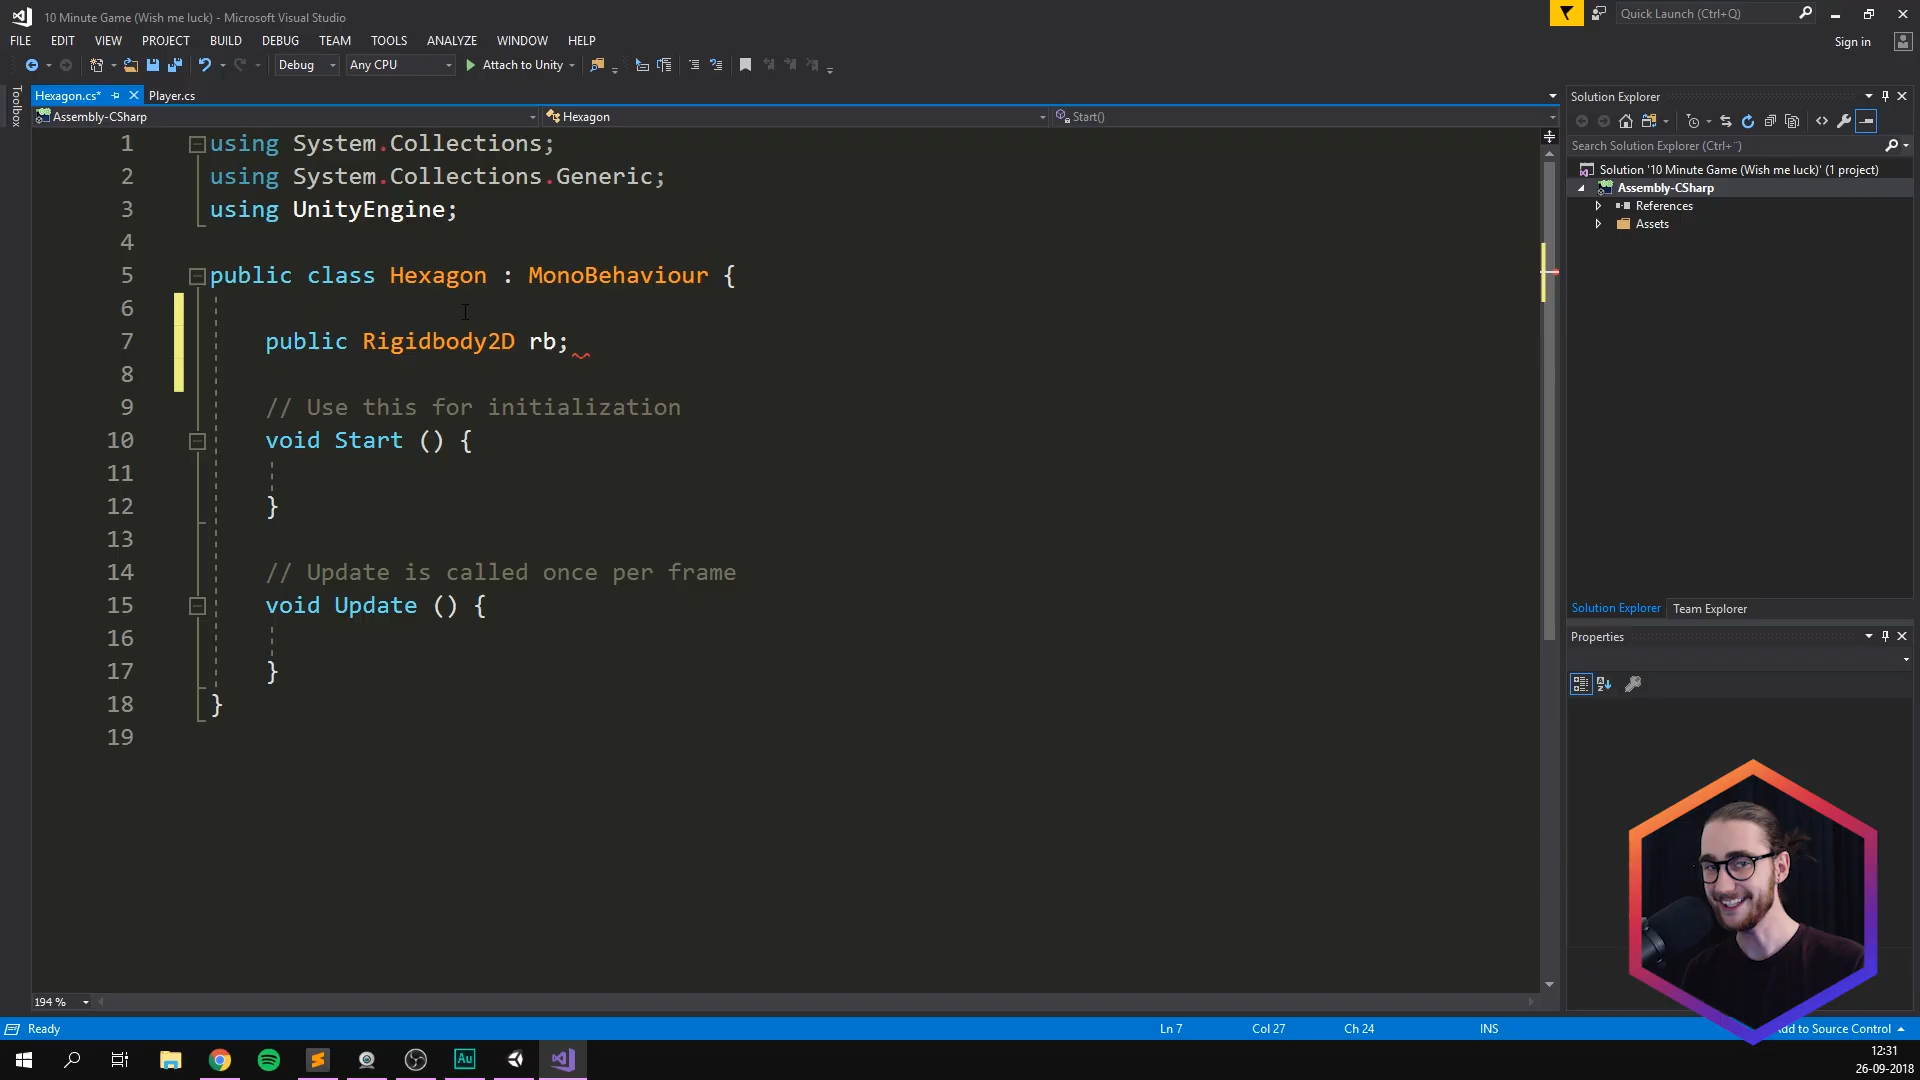 10 Minute Game (Wish me luck) - Microsoft Visual Studio
Quick Launch (Ctrl+Q)
FILE EDIT VIEW PROJECT BUILD DEBUG TEAM TOOLS ANALYZE WINDOW HELP
Sign in
Debug Any CPU Attach to Unity
Toolbox
Hexagon.cs* Player.cs
Assembly-CSharp Hexagon Start()
1 using System.Collections;
2 using System.Collections.Generic;
3 using UnityEngine;
4
5 public class Hexagon : MonoBehaviour {
6
7 public Rigidbody2D rb;
8
9 // Use this for initialization
10 void Start () {
11
12 }
13
14 // Update is called once per frame
15 void Update () {
16
17 }
18 }
19
194 %
Solution Explorer
Search Solution Explorer (Ctrl+¨)
Solution '10 Minute Game (Wish me luck)' (1 project)
Assembly-CSharp
References
Assets
Solution Explorer Team Explorer
Properties
Ready Ln 7 Col 27 Ch 24 INS dd to Source Control
Au
12:31
26-09-2018